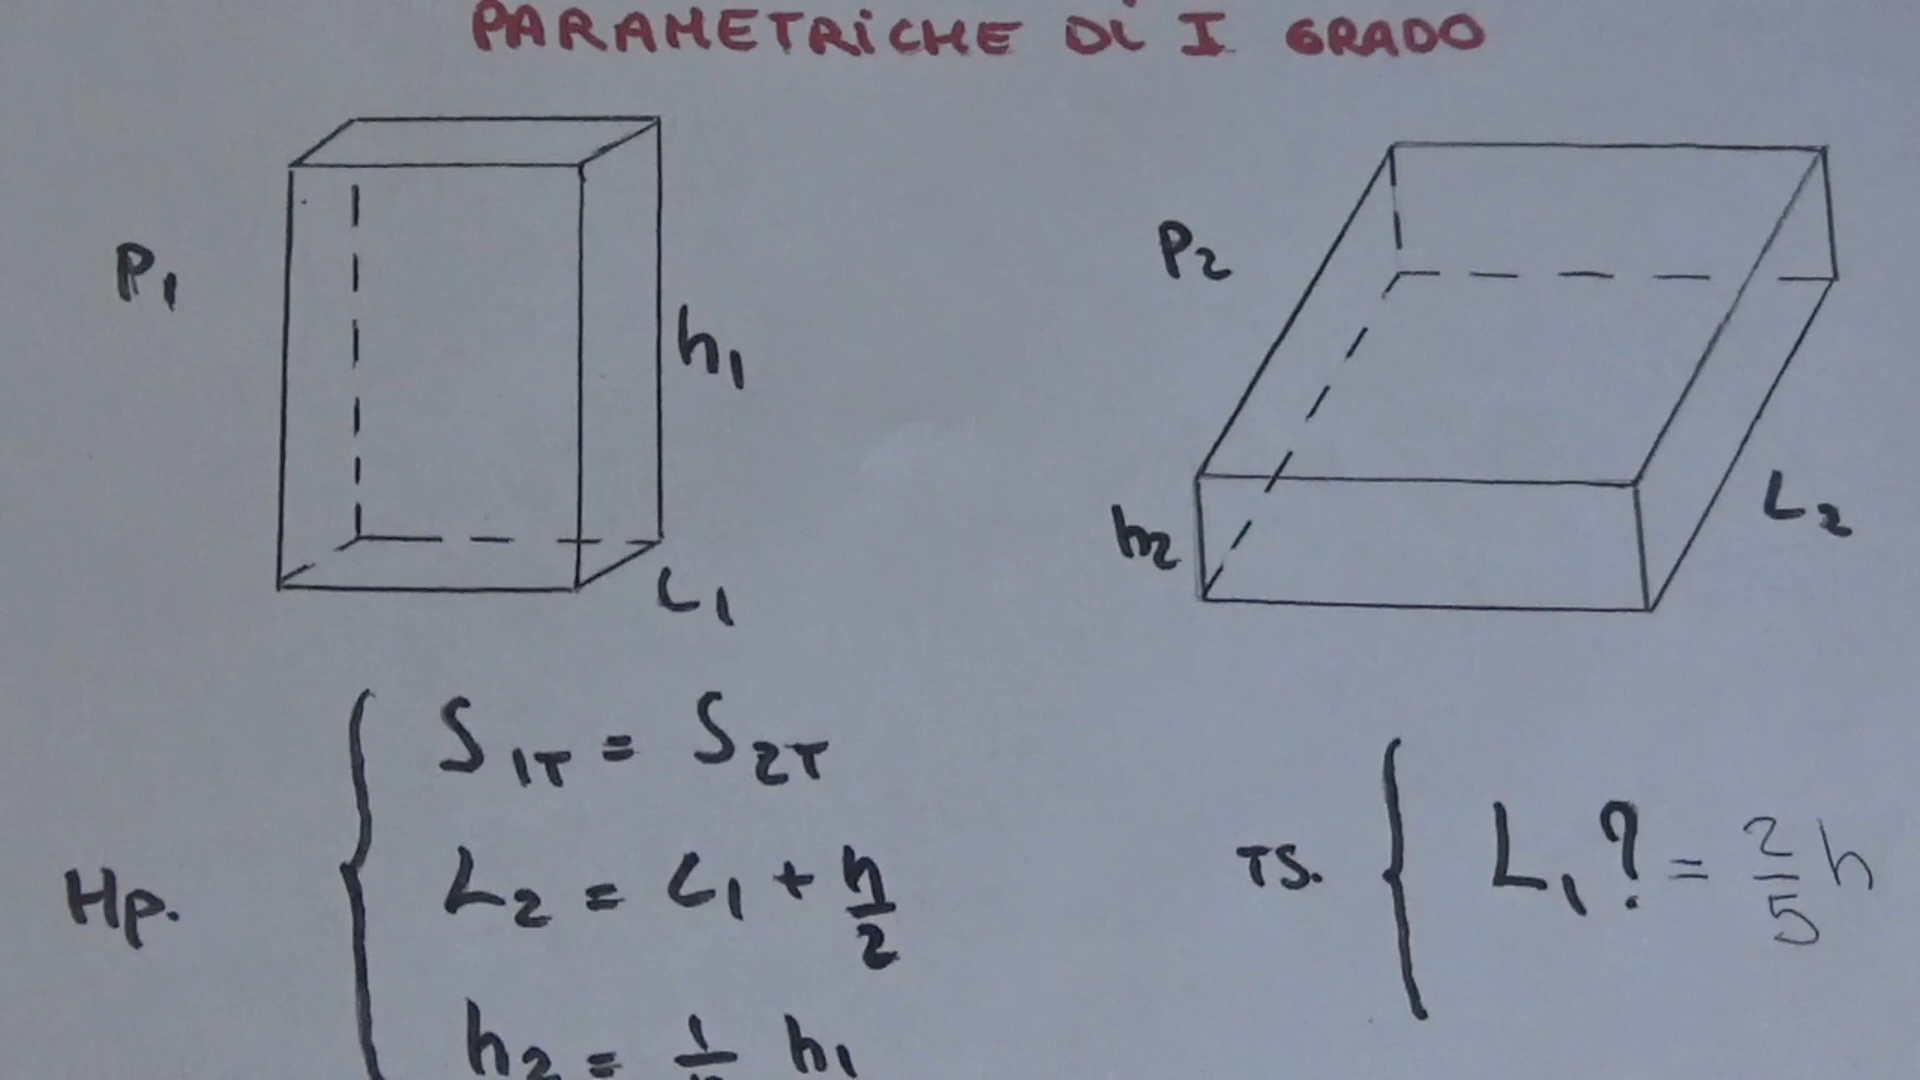 PARAMETRiCHE Di I GRADO
P1
h1
L1
P2
h2
L2
Hp.
S1T = S2T
L2 = L1 + h/2
h2 = 1/ h1
TS.
L1? = 2/5 h